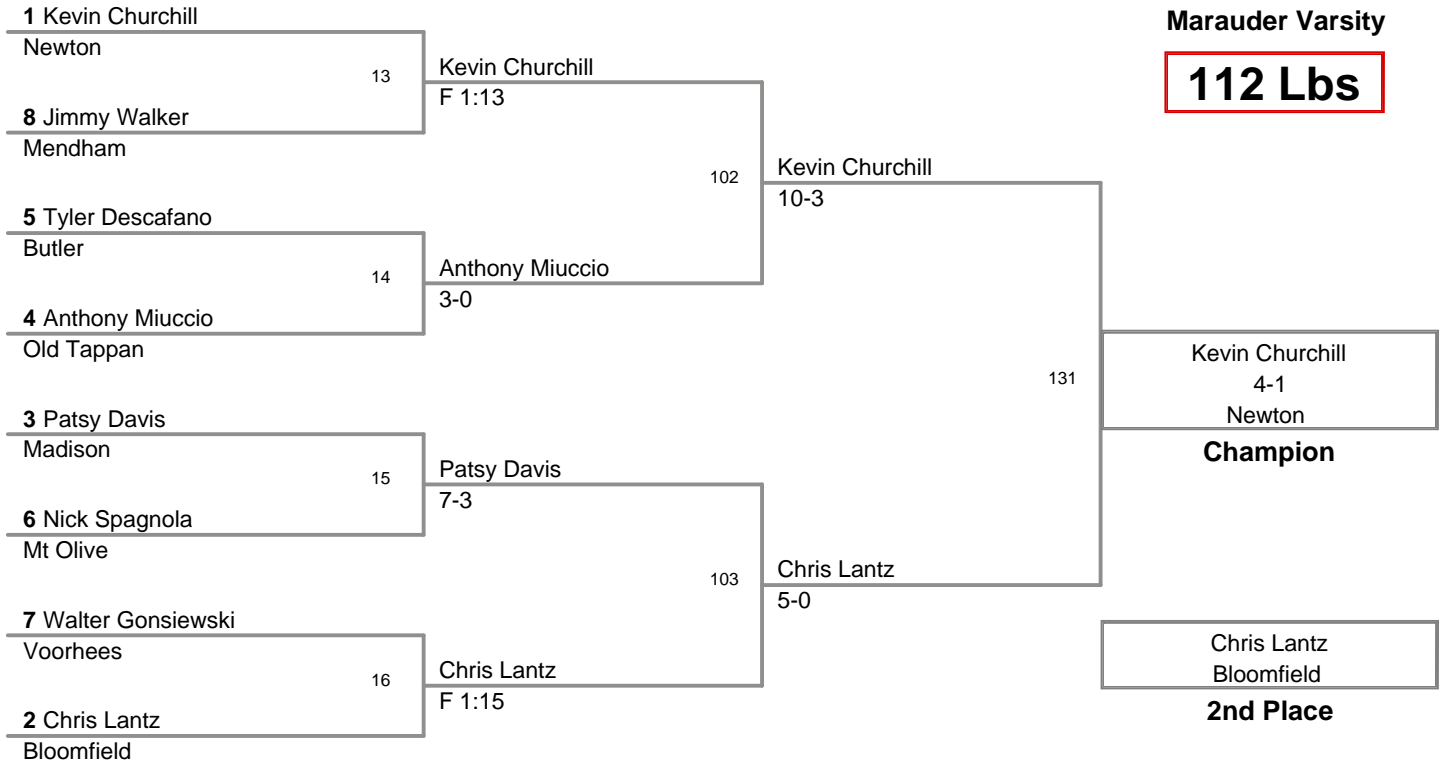 1 Kevin Churchill
Newton
8 Jimmy Walker
Mendham
5 Tyler Descafano
Butler
4 Anthony Miuccio
Old Tappan
3 Patsy Davis
Madison
6 Nick Spagnola
Mt Olive
7 Walter Gonsiewski
Voorhees
2 Chris Lantz
Bloomfield
13
14
15
16
Kevin Churchill
F 1:13
Anthony Miuccio
3-0
Patsy Davis
7-3
Chris Lantz
F 1:15
102
103
Kevin Churchill
10-3
Chris Lantz
5-0
131
Marauder Varsity
112 Lbs
Kevin Churchill
4-1
Newton
Champion
Chris Lantz
Bloomfield
2nd Place